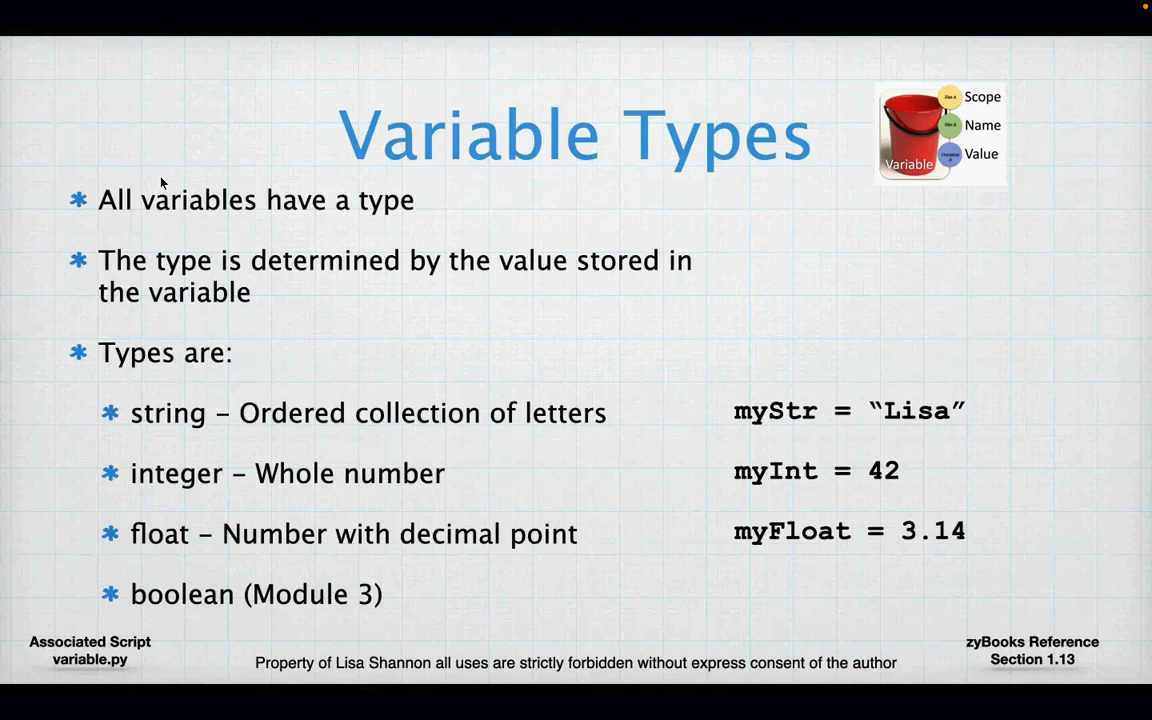 Variable Types
Scope
Name
Value
Variable
* All variables have a type
* The type is determined by the value stored in
the variable
* Types are:
* string – Ordered collection of letters
myStr = “Lisa”
* integer – Whole number
myInt = 42
* float – Number with decimal point
myFloat = 3.14
* boolean (Module 3)
Associated Script
variable.py
Property of Lisa Shannon all uses are strictly forbidden without express consent of the author
zyBooks Reference
Section 1.13